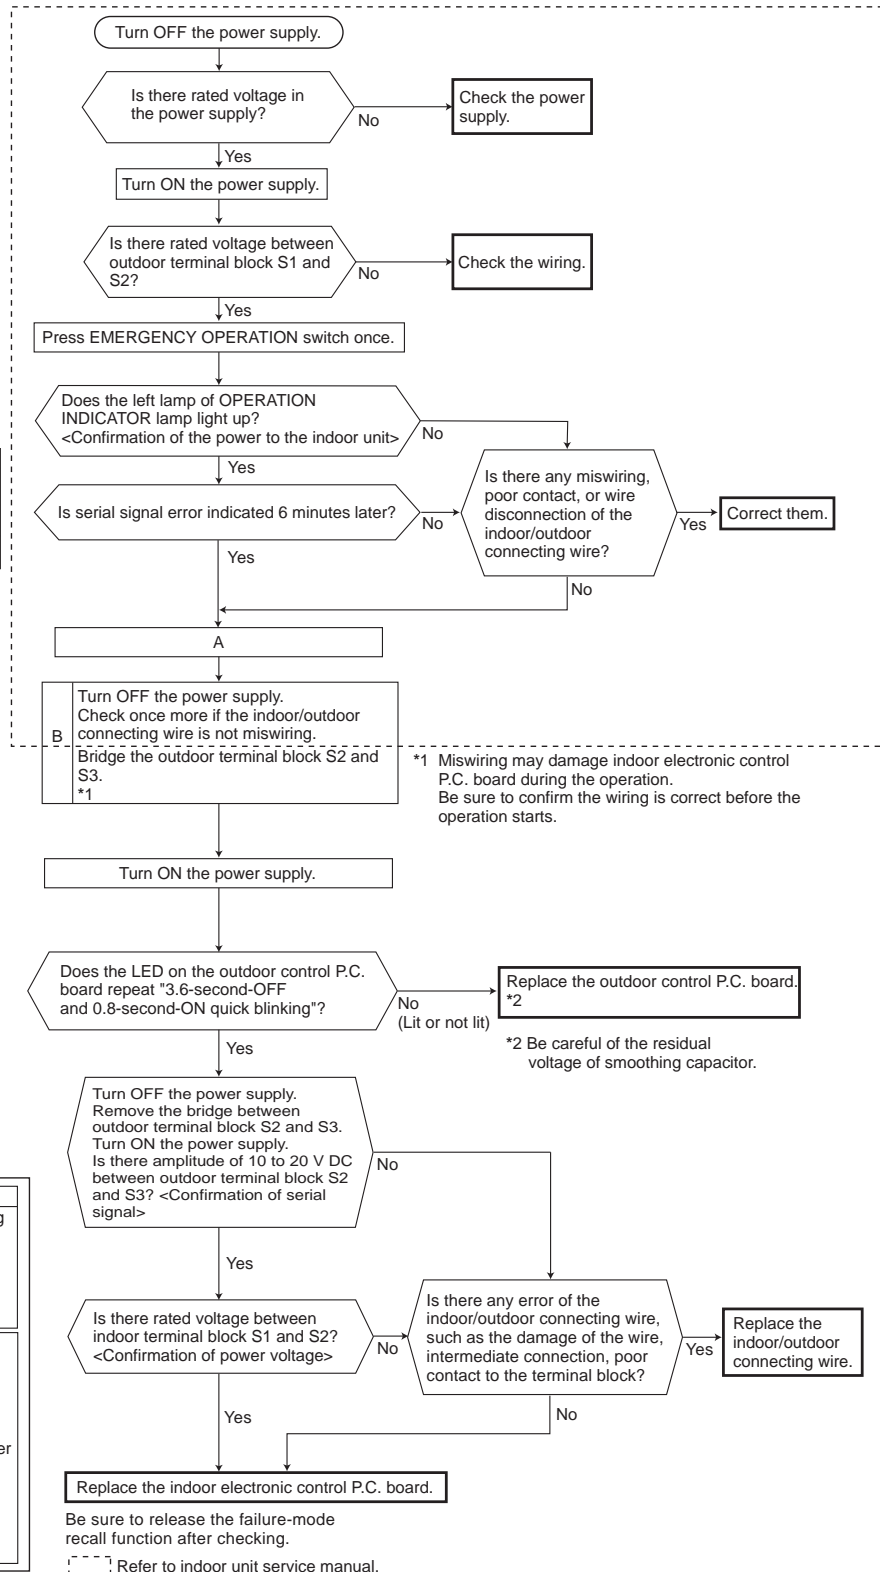 Turn OFF the power supply.
Is there rated voltage in
the power supply?
No
Check the power
supply.
Yes
Turn ON the power supply.
Is there rated voltage between
outdoor terminal block S1 and
S2?
No
Check the wiring.
Yes
Press EMERGENCY OPERATION switch once.
Does the left lamp of OPERATION
INDICATOR lamp light up?
<Confirmation of the power to the indoor unit>
No
Yes
Is there any miswiring,
poor contact, or wire
disconnection of the
indoor/outdoor
connecting wire?
Yes
Correct them.
Is serial signal error indicated 6 minutes later?
No
Yes
No
A
B
Turn OFF the power supply.
Check once more if the indoor/outdoor
connecting wire is not miswiring.
Bridge the outdoor terminal block S2 and
S3.
*1
*1 Miswiring may damage indoor electronic control
P.C. board during the operation.
Be sure to confirm the wiring is correct before the
operation starts.
Turn ON the power supply.
Does the LED on the outdoor control P.C.
board repeat "3.6-second-OFF
and 0.8-second-ON quick blinking"?
No
(Lit or not lit)
Replace the outdoor control P.C. board.
*2
*2 Be careful of the residual
voltage of smoothing capacitor.
Yes
Turn OFF the power supply.
Remove the bridge between
outdoor terminal block S2 and S3.
Turn ON the power supply.
Is there amplitude of 10 to 20 V DC
between outdoor terminal block S2
and S3? <Confirmation of serial
signal>
No
Yes
Is there rated voltage between
indoor terminal block S1 and S2?
<Confirmation of power voltage>
No
Is there any error of the
indoor/outdoor connecting wire,
such as the damage of the wire,
intermediate connection, poor
contact to the terminal block?
Yes
Replace the
indoor/outdoor
connecting wire.
Yes
No
er
Replace the indoor electronic control P.C. board.
Be sure to release the failure-mode
recall function after checking.
Refer to indoor unit service manual.